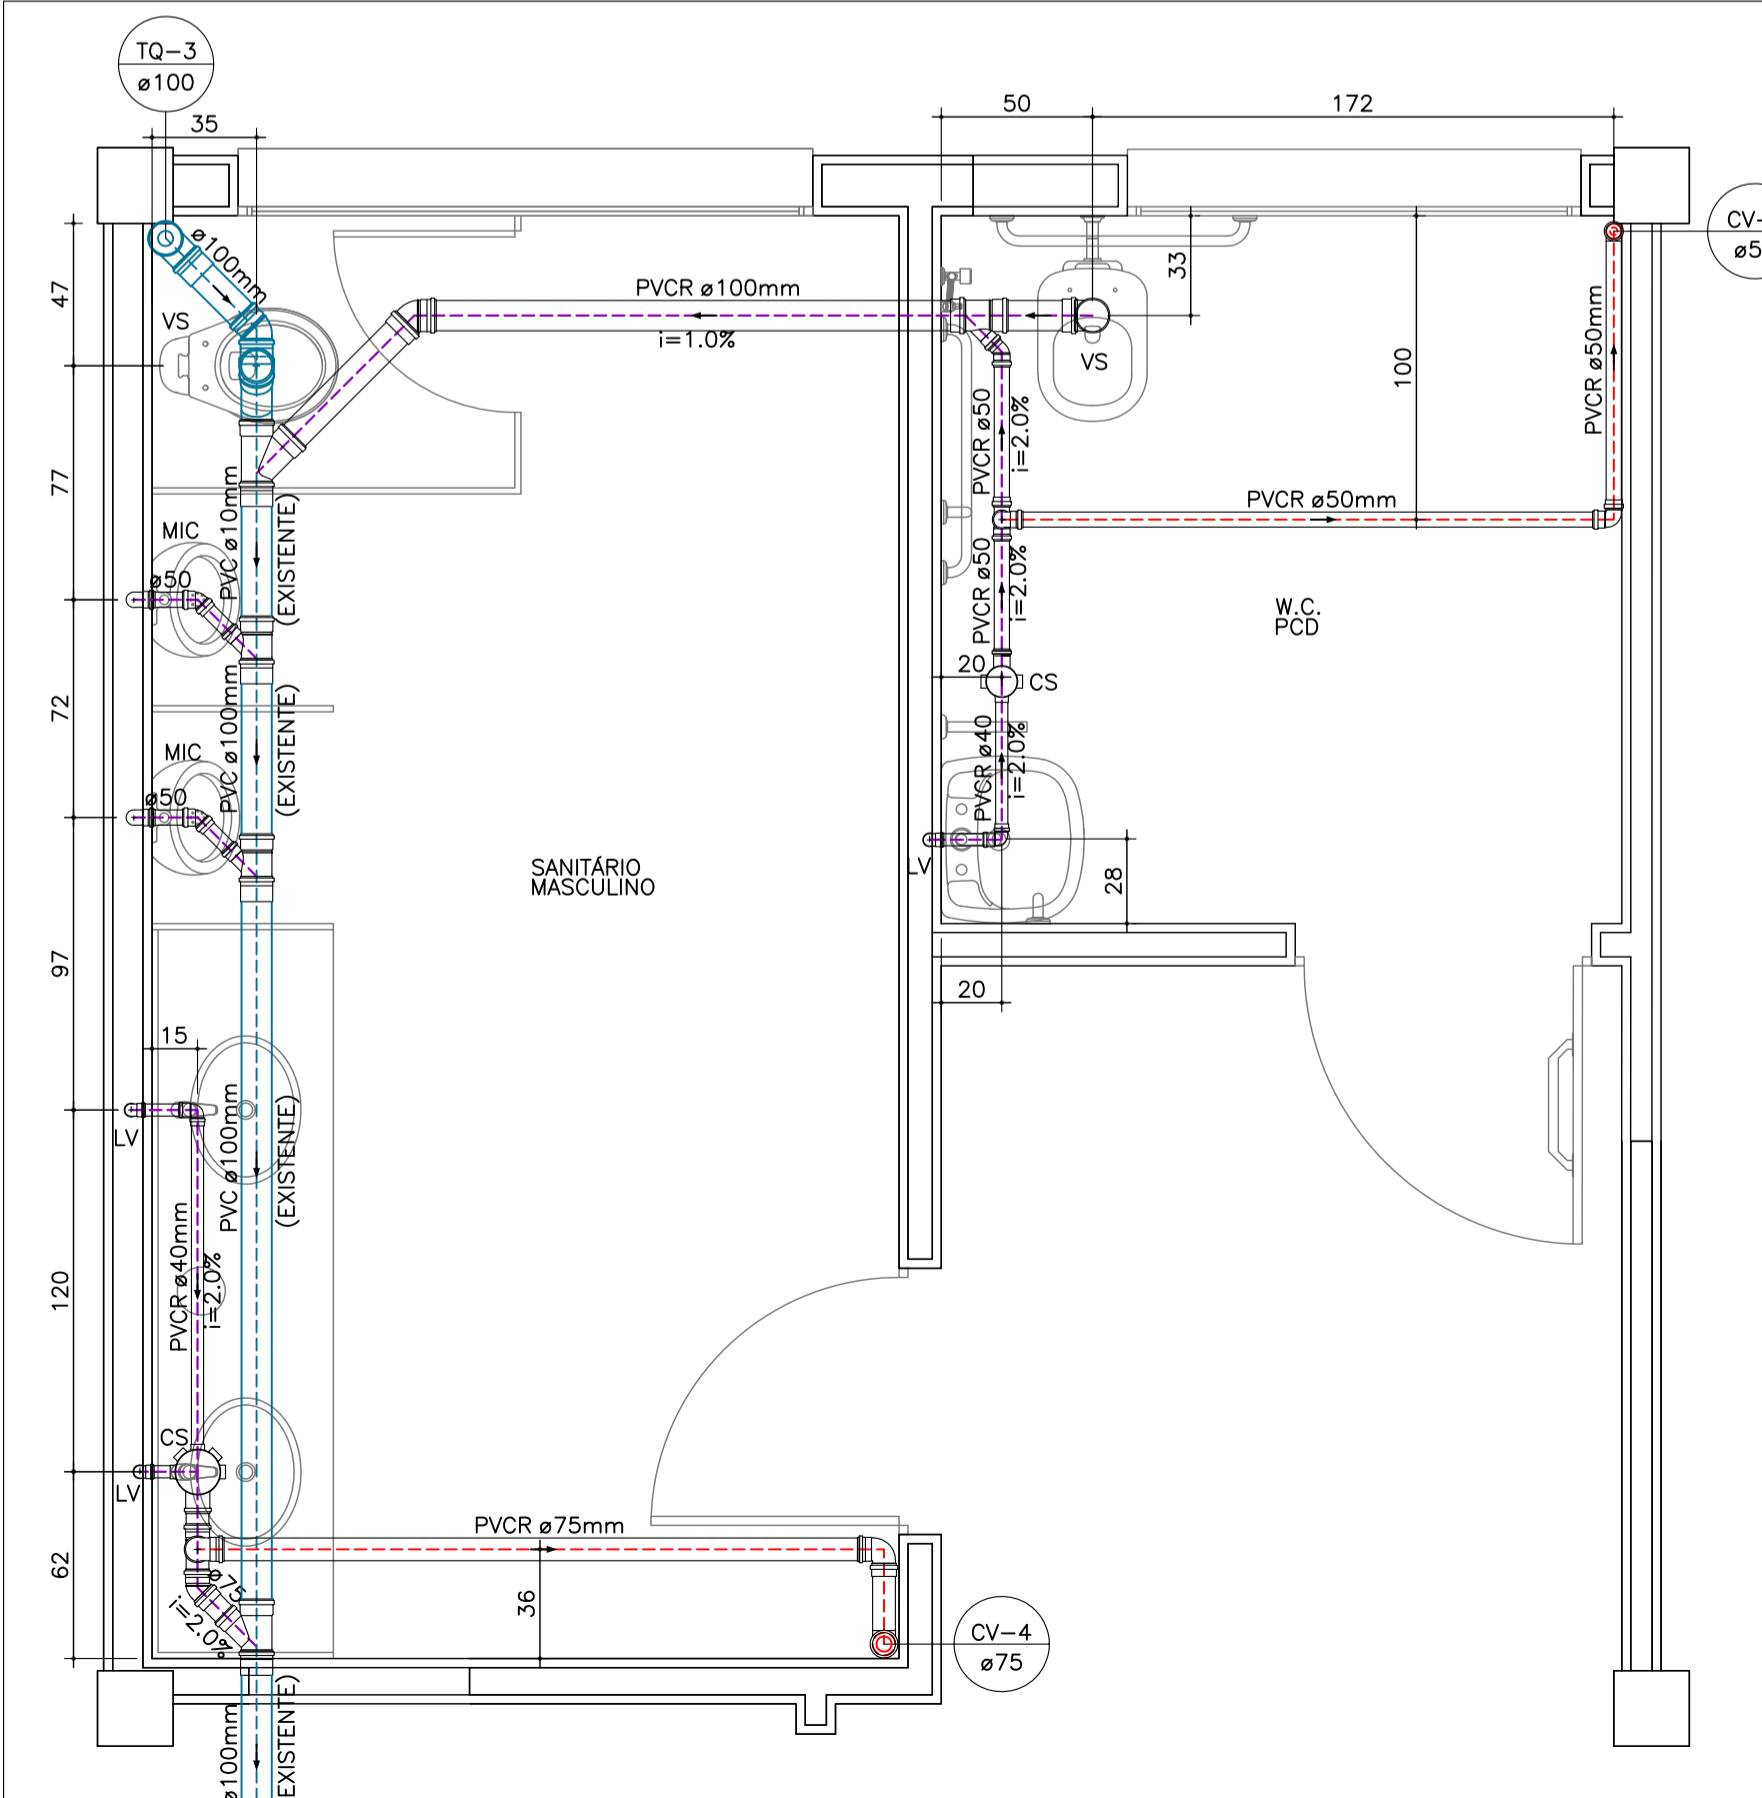 TQ-3
ø100
35
50
172
CV-
ø5
47
ø100mm
VS
PVCR ø100mm
i=1.0%
33
VS
100
PVCR ø50mm
PVCR ø50
i=2.0%
77
PVC ø10mm
(EXISTENTE)
MIC
ø50
PVCR ø50mm
PVCR ø50
i=2.0%
W.C.
PCD
20
CS
72
PVC ø100mm
(EXISTENTE)
MIC
ø50
PVCR ø40
i=2.0%
LV
28
SANITÁRIO
MASCULINO
97
20
15
LV
PVC ø100mm
(EXISTENTE)
120
PVCR ø40mm
i=2.0%
CS
LV
PVCR ø75mm
62
ø75
i=2.0%
36
CV-4
ø75
ø100mm
EXISTENTE)